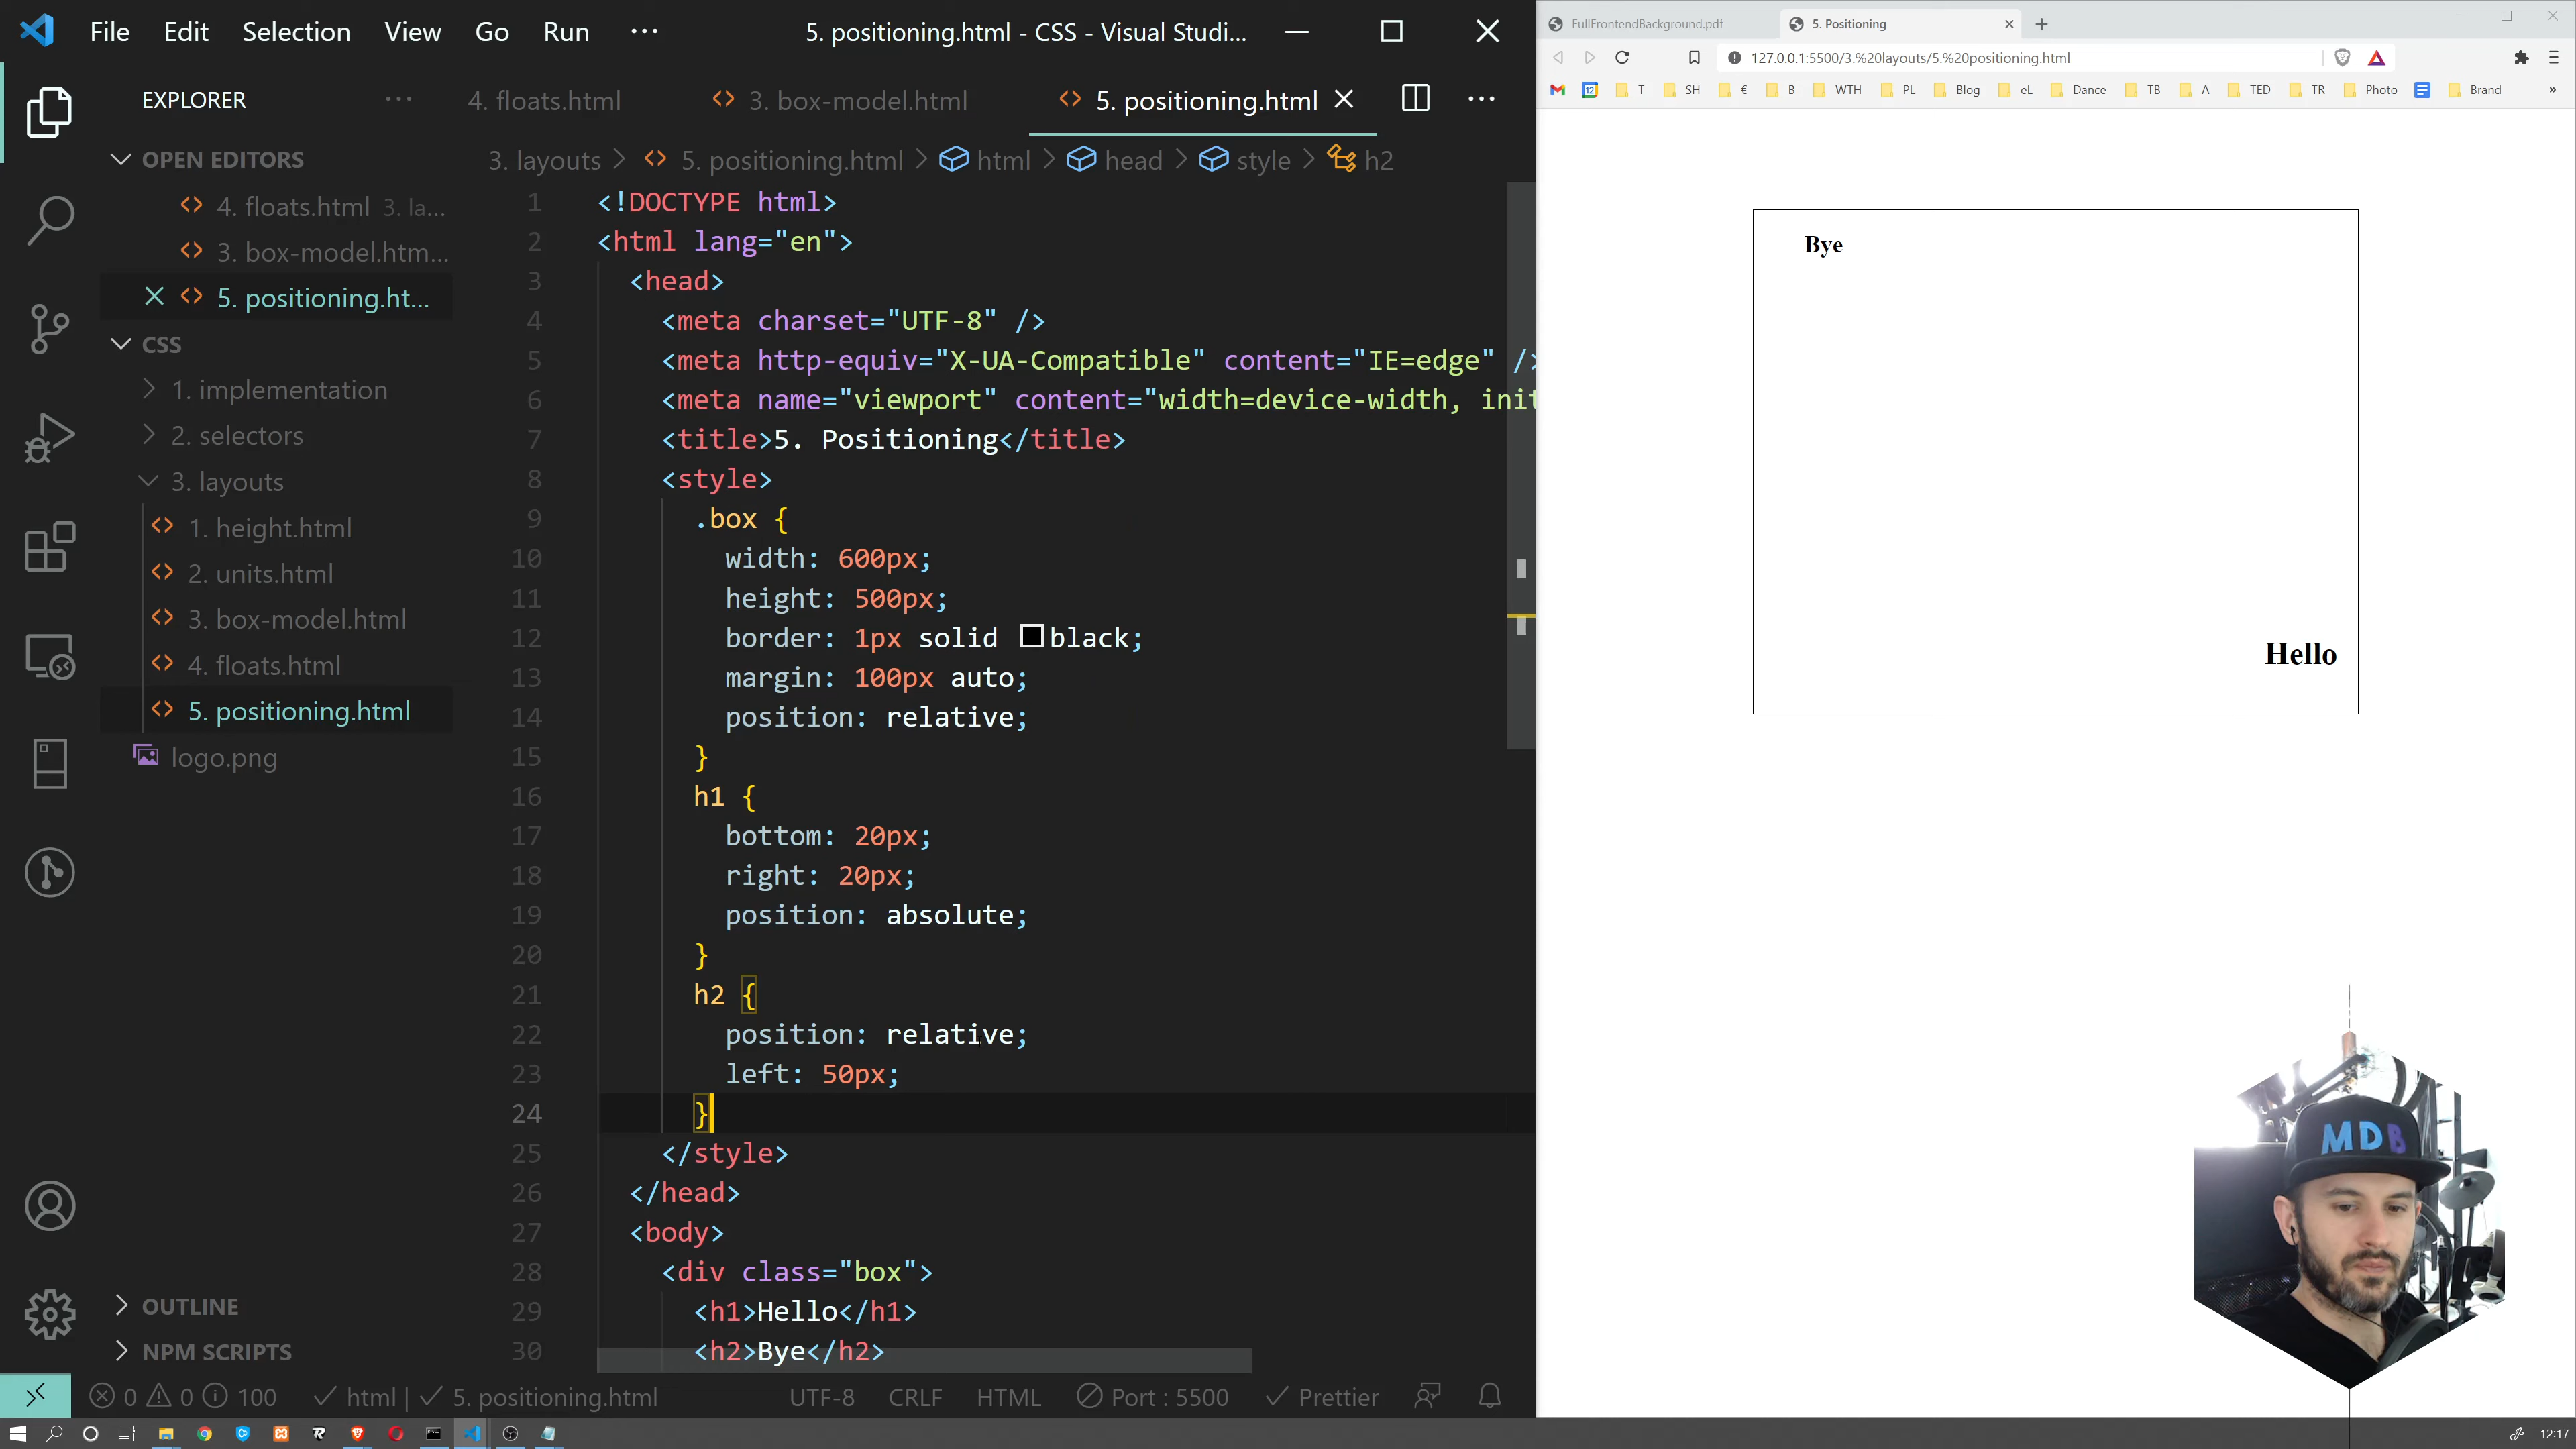 File Edit Selection View Go Run ··· 5. positioning.html - CSS - Visual Studi...
EXPLORER ···
OPEN EDITORS
4. floats.html 3. la...
3. box-model.htm...
5. positioning.ht...
CSS
1. implementation
2. selectors
3. layouts
1. height.html
2. units.html
3. box-model.html
4. floats.html
5. positioning.html
logo.png
OUTLINE
NPM SCRIPTS
4. floats.html 3. box-model.html 5. positioning.html ···
3. layouts > 5. positioning.html > html > head > style > h2
1 <!DOCTYPE html>
2 <html lang="en">
3 <head>
4 <meta charset="UTF-8" />
5 <meta http-equiv="X-UA-Compatible" content="IE=edge" />
6 <meta name="viewport" content="width=device-width, init
7 <title>5. Positioning</title>
8 <style>
9 .box {
10 width: 600px;
11 height: 500px;
12 border: 1px solid black;
13 margin: 100px auto;
14 position: relative;
15 }
16 h1 {
17 bottom: 20px;
18 right: 20px;
19 position: absolute;
20 }
21 h2 {
22 position: relative;
23 left: 50px;
24 }
25 </style>
26 </head>
27 <body>
28 <div class="box">
29 <h1>Hello</h1>
30 <h2>Bye</h2>
0 0 100 html | 5. positioning.html UTF-8 CRLF HTML Port : 5500 Prettier
FullFrontendBackground.pdf 5. Positioning
127.0.0.1:5500/3.%20layouts/5.%20positioning.html
12 T SH € B WTH PL Blog eL Dance TB A TED TR Photo Brand »
Bye
Hello
MDB
12:17